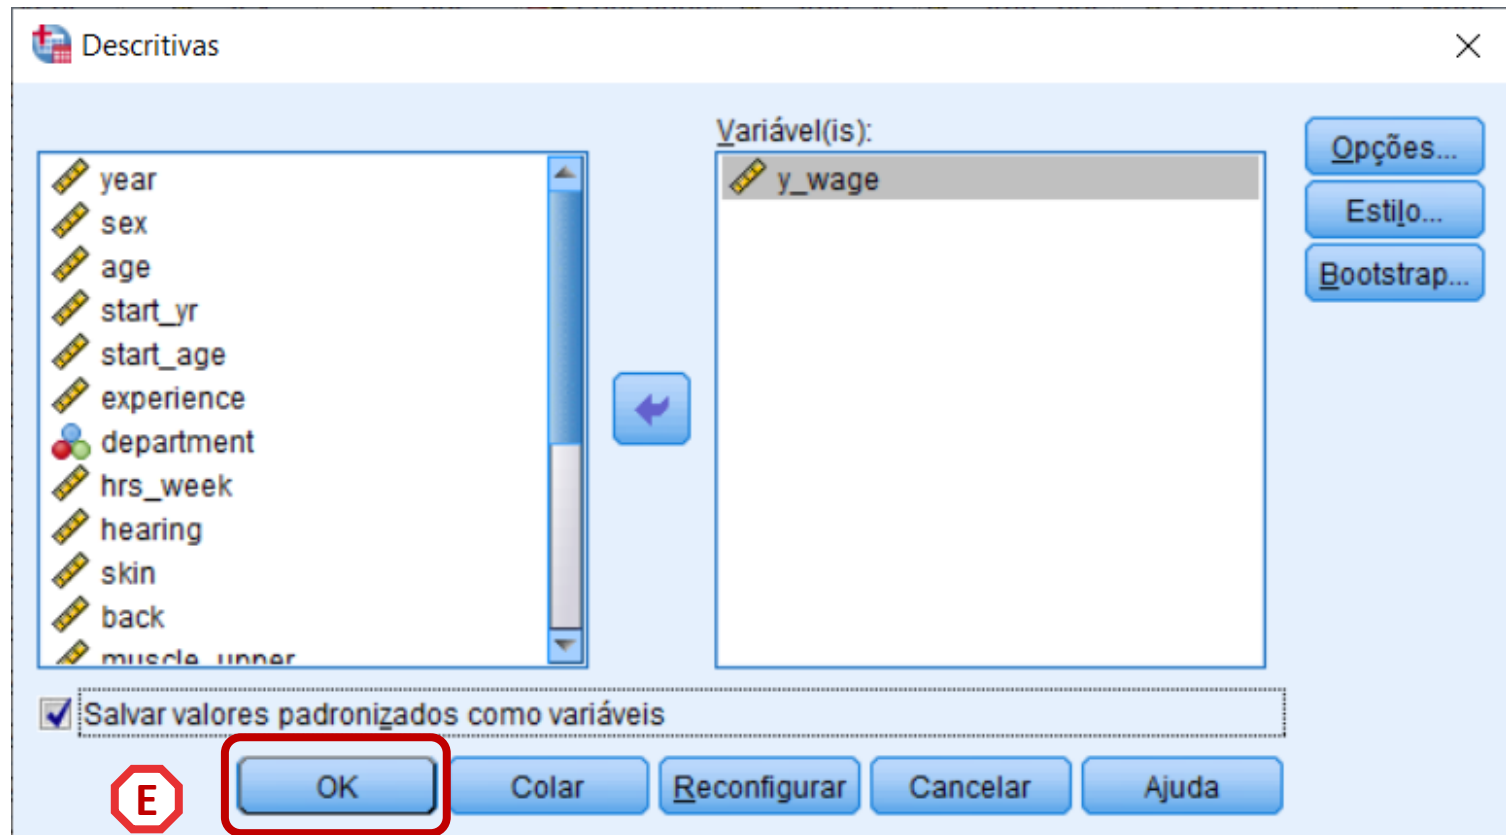 Descritivas
Variável(is):
year
sex
age
start_yr
start_age
experience
department
hrs_week
hearing
skin
back
muscle_upper
y_wage
Opções...
Estilo...
Bootstrap...
Salvar valores padronizados como variáveis
E
OK
Colar
Reconfigurar
Cancelar
Ajuda